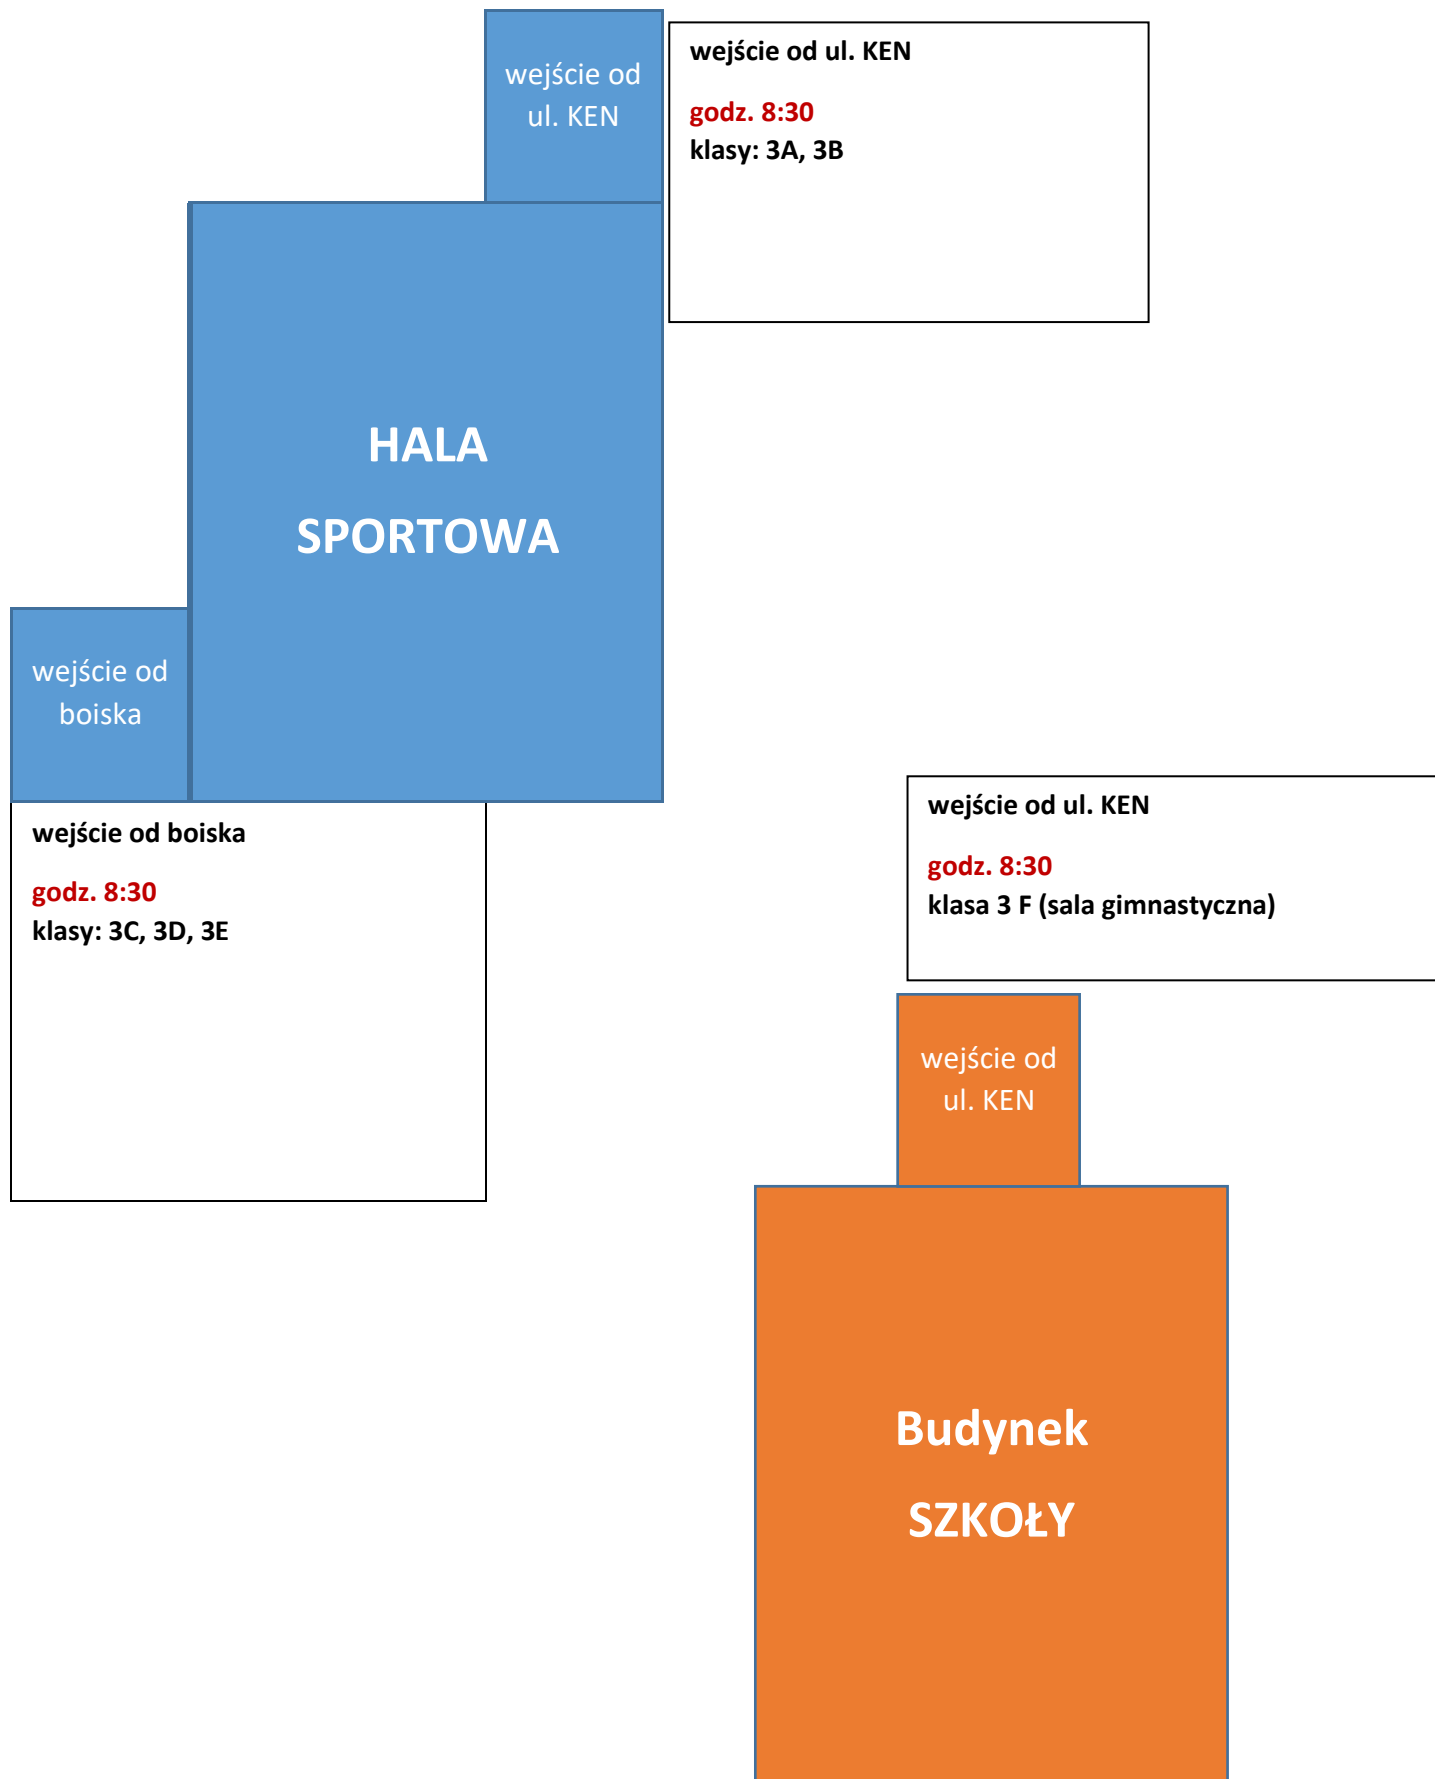 wejście od
ul. KEN
wejście od ul. KEN
godz. 8:30
klasy: 3A, 3B
HALA
SPORTOWA
wejście od
boiska
wejście od boiska
godz. 8:30
klasy: 3C, 3D, 3E
wejście od ul. KEN
godz. 8:30
klasa 3 F (sala gimnastyczna)
wejście od
ul. KEN
Budynek
SZKOŁY